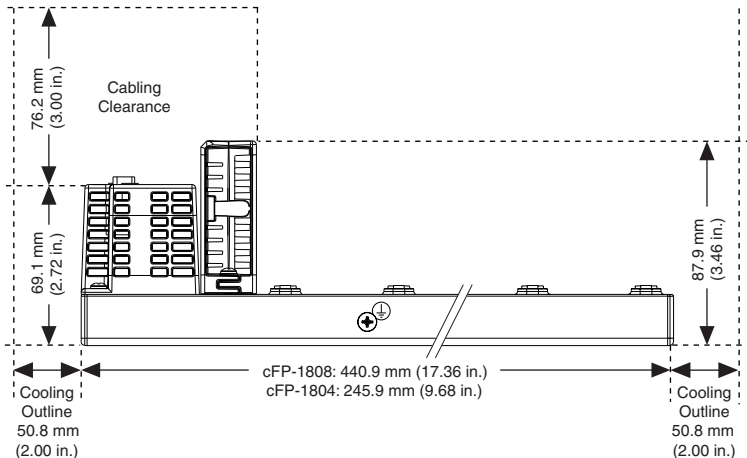 76.2 mm
(3.00 in.)
Cabling
Clearance
69.1 mm
(2.72 in.)
87.9 mm
(3.46 in.)
cFP-1808: 440.9 mm (17.36 in.)
cFP-1804: 245.9 mm (9.68 in.)
Cooling
Outline
50.8 mm
(2.00 in.)
Cooling
Outline
50.8 mm
(2.00 in.)